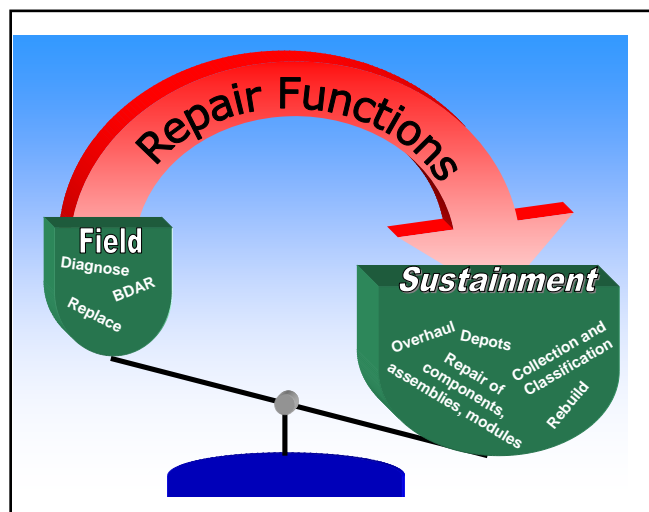 Repair Functions
Field
Diagnose
BDAR
Replace
Sustainment
Overhaul
Depots
Collection and
Classification
Repair of
components,
assemblies, modules
Rebuild